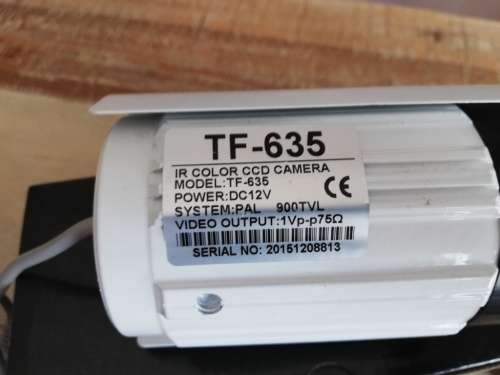 TF-635
IR COLOR CCD CAMERA
MODEL:TF-635
POWER:DC12V
CE
SYSTEM:PAL 900TVL
VIDEO OUTPUT:1Vp-p75Ω
SERIAL NO: 20151208813